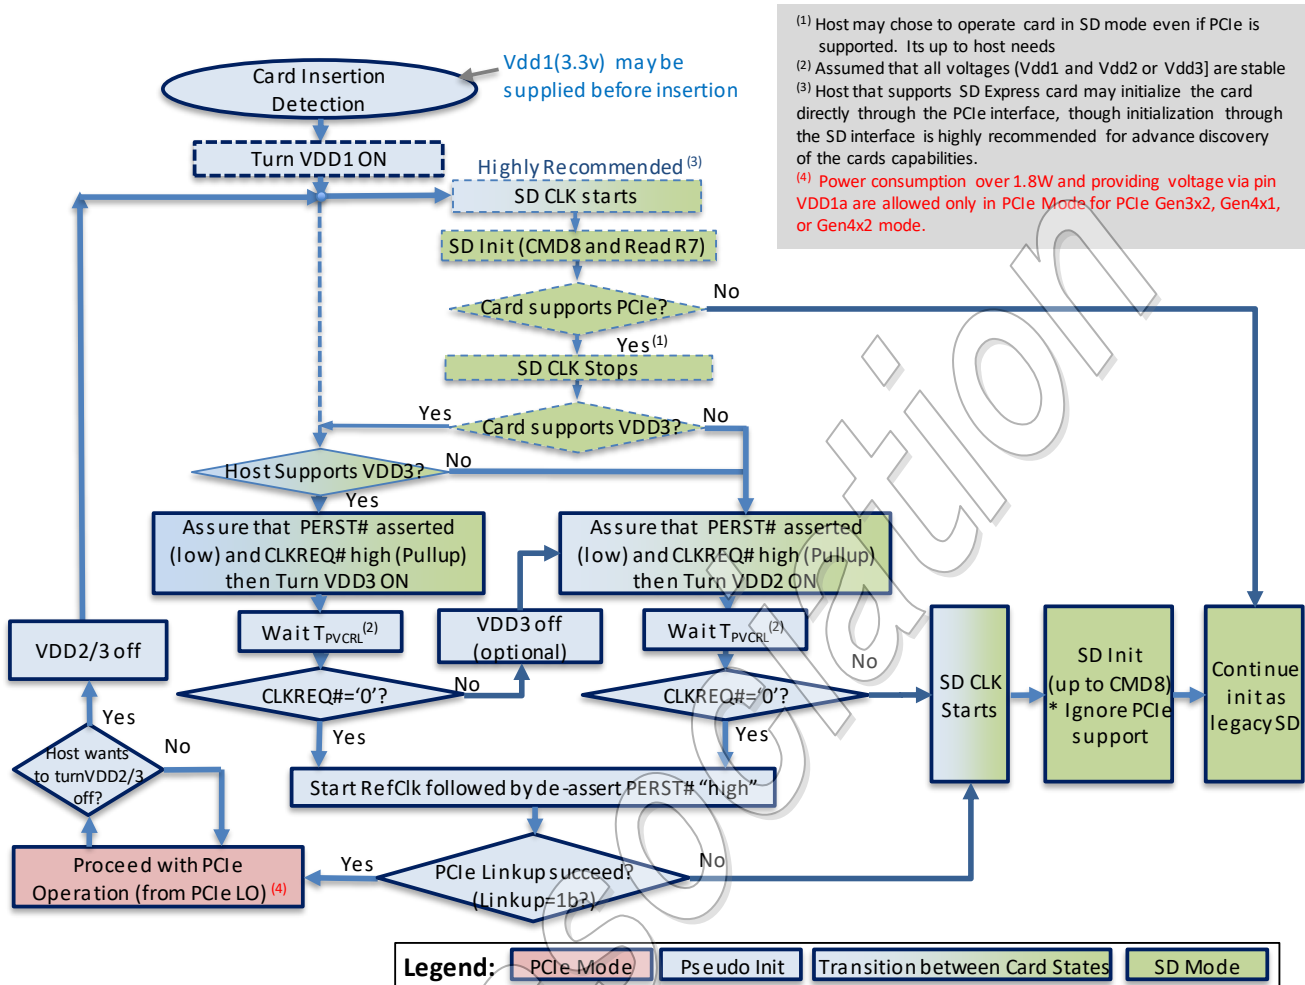 (1) Host may chose to operate card in SD mode even if PCIe is
supported. Its up to host needs
(2) Assumed that all voltages (Vdd1 and Vdd2 or Vdd3] are stable
(3) Host that supports SD Express card may initialize the card
directly through the PCIe interface, though initialization through
the SD interface is highly recommended for advance discovery
of the cards capabilities.
(4) Power consumption over 1.8W and providing voltage via pin
VDD1a are allowed only in PCIe Mode for PCIe Gen3x2, Gen4x1,
or Gen4x2 mode.
Card Insertion
Detection
Vdd1(3.3v) may be
supplied before insertion
Turn VDD1 ON
Highly Recommended (3)
SD CLK starts
SD Init (CMD8 and Read R7)
Card supports PCIe?
No
Yes(1)
SD CLK Stops
Card supports VDD3?
Yes
No
Host Supports VDD3?
No
Yes
Assure that PERST# asserted
(low) and CLKREQ# high (Pullup)
then Turn VDD3 ON
Assure that PERST# asserted
(low) and CLKREQ# high (Pullup)
then Turn VDD2 ON
Wait TPVCRL(2)
VDD3 off
(optional)
Wait TPVCRL(2)
VDD2/3 off
CLKREQ#='0'?
No
CLKREQ#='0'?
No
SD CLK
Starts
SD Init
(up to CMD8)
* Ignore PCIe
support
Continue
init as
legacy SD
Yes
Yes
Yes
Host wants
to turnVDD2/3
off?
No
Start RefClk followed by de-assert PERST# "high"
Proceed with PCIe
Operation (from PCIe LO) (4)
Yes
PCIe Linkup succeed?
(Linkup=1b?)
No
Legend:
PCIe Mode
Pseudo Init
Transition between Card States
SD Mode
sociation